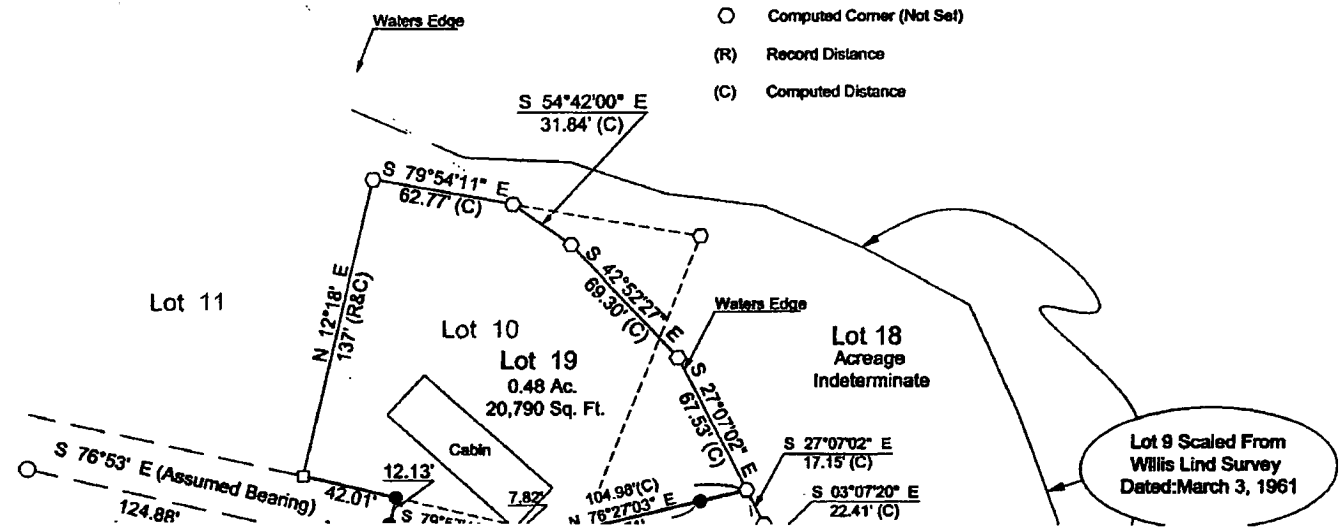 Waters Edge
Computed Corner (Not Set)
(R) Record Distance
(C) Computed Distance
S 54°42'00" E
31.84' (C)
S 79°54'11" E
62.77' (C)
N 12°18' E
137' (R&C)
Lot 11
S 42°52'27" E
69.30' (C)
Waters Edge
Lot 10
Lot 19
0.48 Ac.
20,790 Sq. Ft.
Lot 18
Acreage
Indeterminate
S 27°07'02" E
67.53' (C)
Cabin
S 76°53' E (Assumed Bearing)
124.88'
42.01'
12.13'
7.82'
104.98'(C)
N 76°27'03" E
S 27°07'02" E
17.15' (C)
S 03°07'20" E
22.41' (C)
Lot 9 Scaled From
Willis Lind Survey
Dated:March 3, 1961